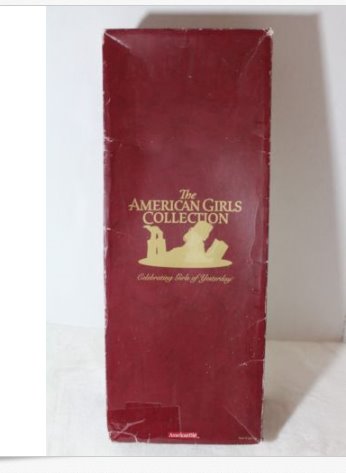 The
AMERICAN GIRLS
COLLECTION
Celebrating Girls of Yesterday